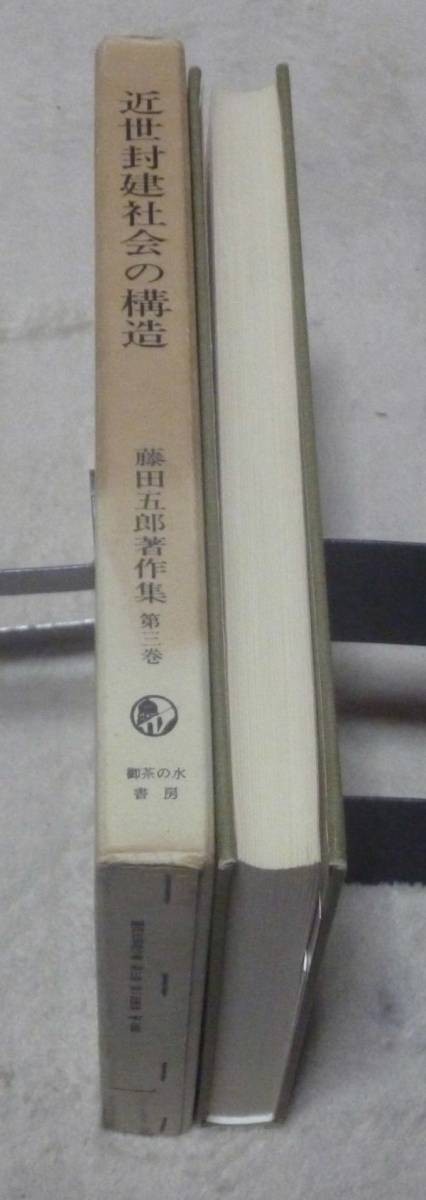 近世封建社会の構造
藤田五郎著作集 第三巻
御茶の水
書房